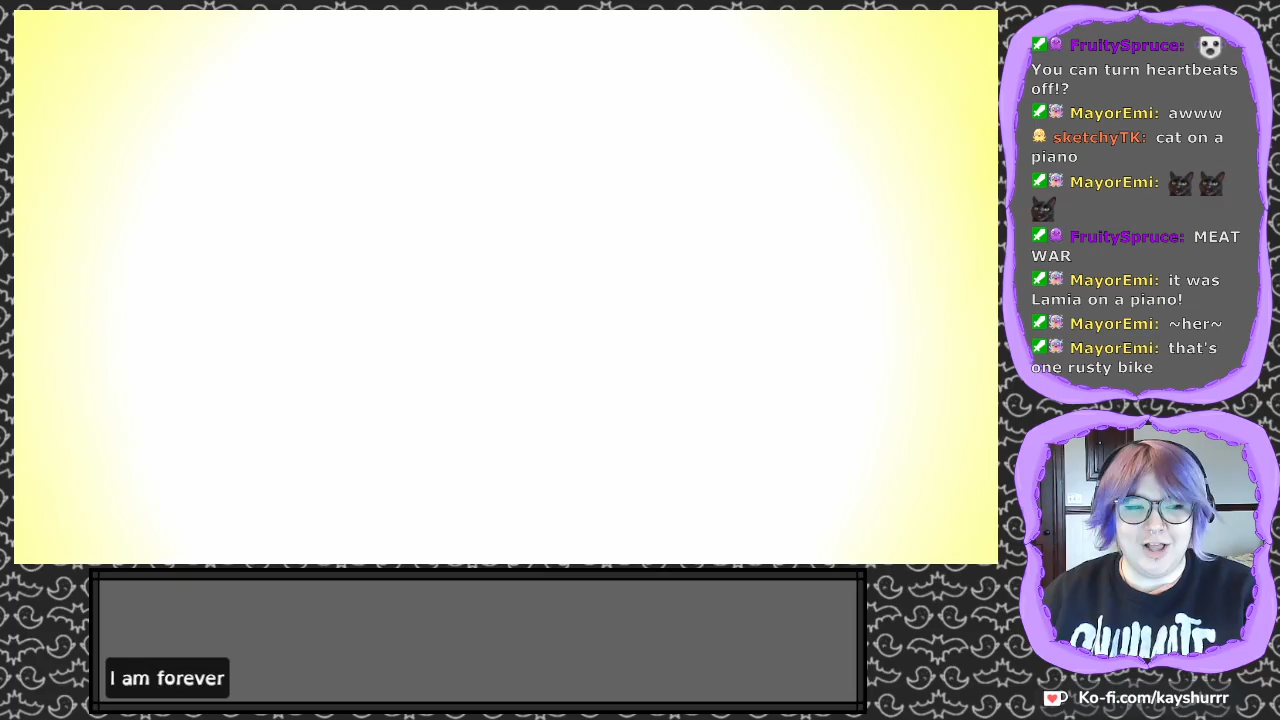 FruitySpruce:
You can turn heartbeats
off!?
MayorEmi: awww
sketchyTK: cat on a
piano
MayorEmi:
FruitySpruce: MEAT
WAR
MayorEmi: it was
Lamia on a piano!
MayorEmi: ~her~
MayorEmi: that's
one rusty bike
I am forever
Ko-fi.com/kayshurrr